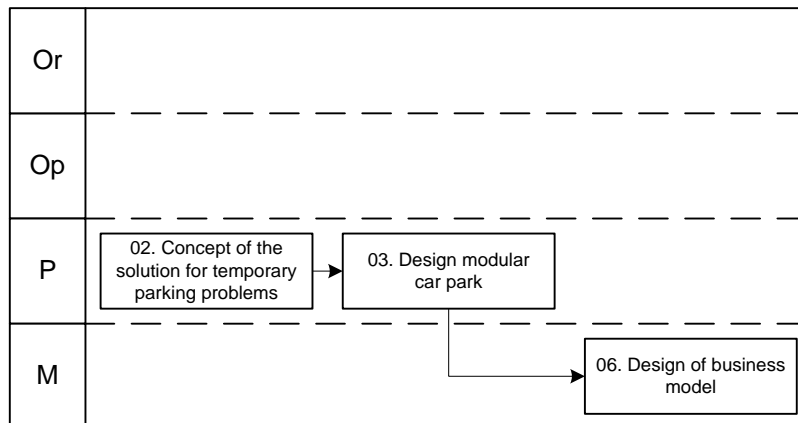 Or
Op
P
02. Concept of the
solution for temporary
parking problems
03. Design modular
car park
M
06. Design of business
model